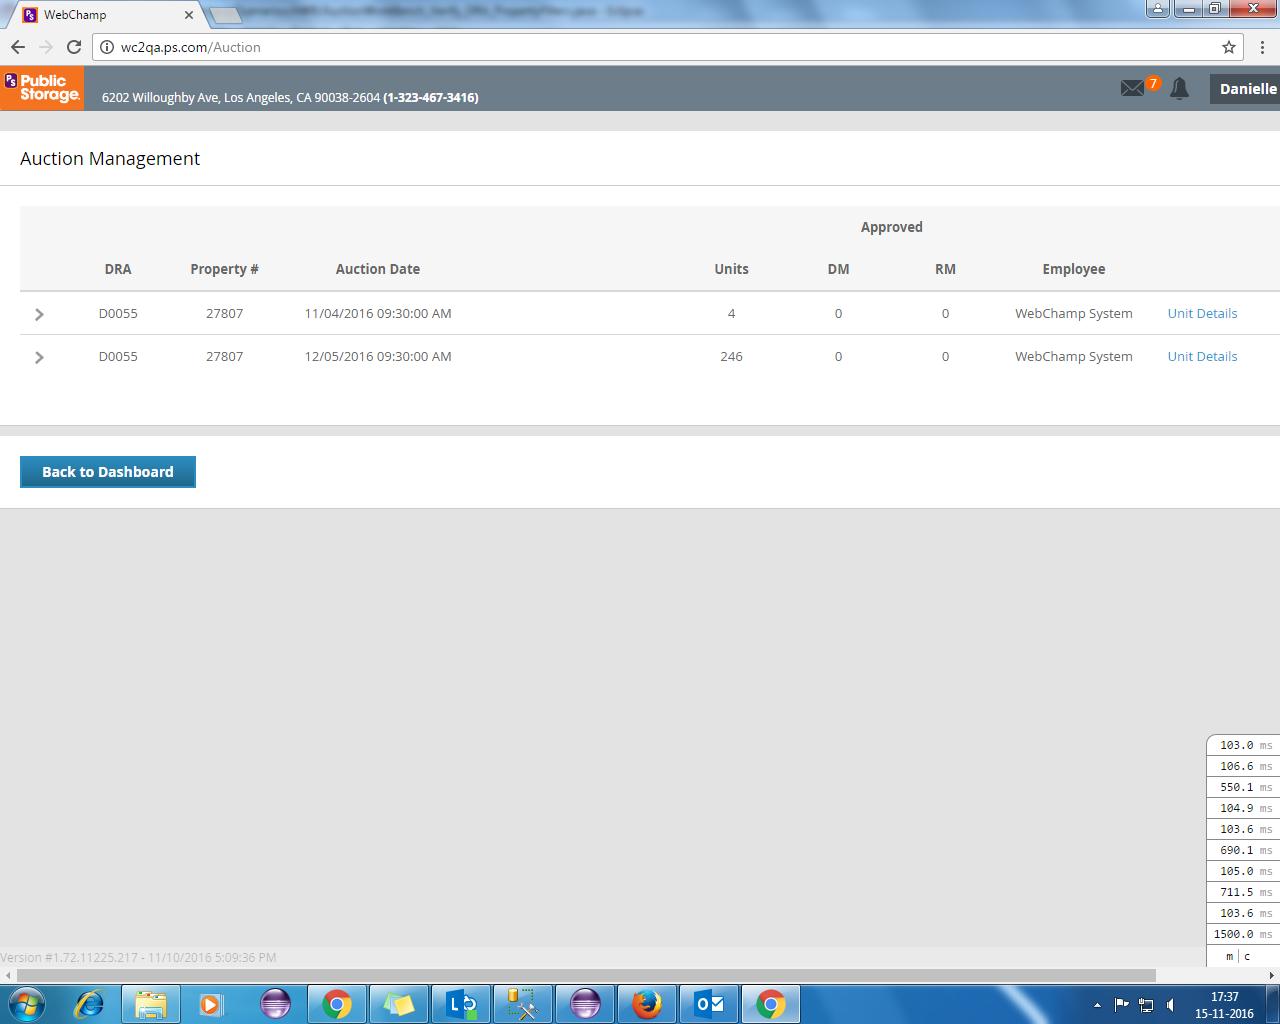 WebChamp
wc2qa.ps.com/Auction
PS Public Storage.
6202 Willoughby Ave, Los Angeles, CA 90038-2604 (1-323-467-3416)
7
Danielle
Auction Management
Approved
DRA Property # Auction Date Units DM RM Employee
D0055 27807 11/04/2016 09:30:00 AM 4 0 0 WebChamp System Unit Details
D0055 27807 12/05/2016 09:30:00 AM 246 0 0 WebChamp System Unit Details
Back to Dashboard
103.0 ms
106.6 ms
550.1 ms
104.9 ms
103.6 ms
690.1 ms
105.0 ms
711.5 ms
103.6 ms
1500.0 ms
m | c
Version #1.72.11225.217 - 11/10/2016 5:09:36 PM
17:37
15-11-2016